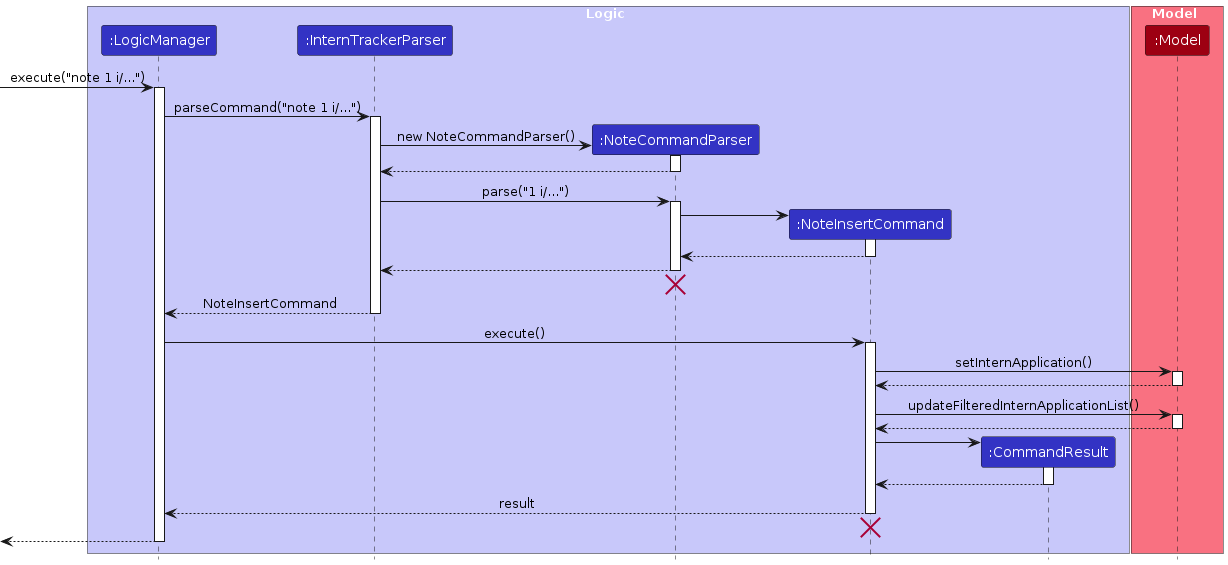 Logic
Model
:LogicManager
:InternTrackerParser
:Model
execute("note 1 i/...")
parseCommand("note 1 i/...")
new NoteCommandParser()
:NoteCommandParser
parse("1 i/...")
:NoteInsertCommand
NoteInsertCommand
execute()
setInternApplication()
updateFilteredInternApplicationList()
:CommandResult
result